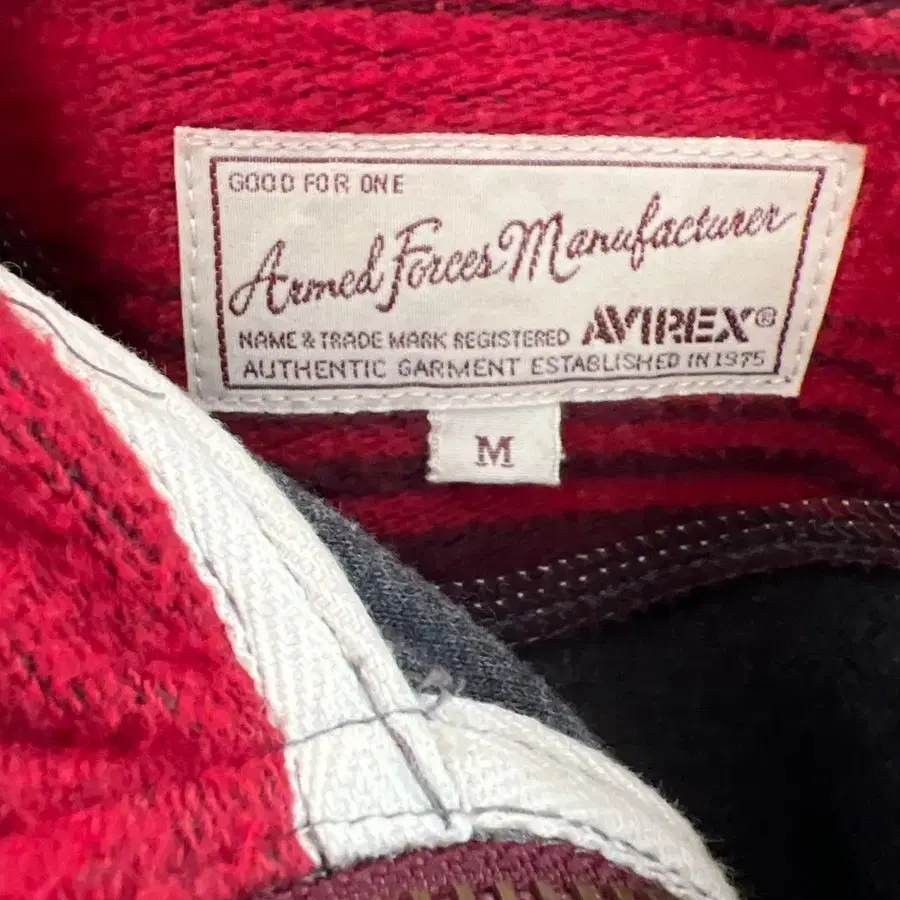 GOOD FOR ONE
Armed Forces Manufacturer
NAME & TRADE MARK REGISTERED AVIREX®
AUTHENTIC GARMENT ESTABLISHED IN 1975
M